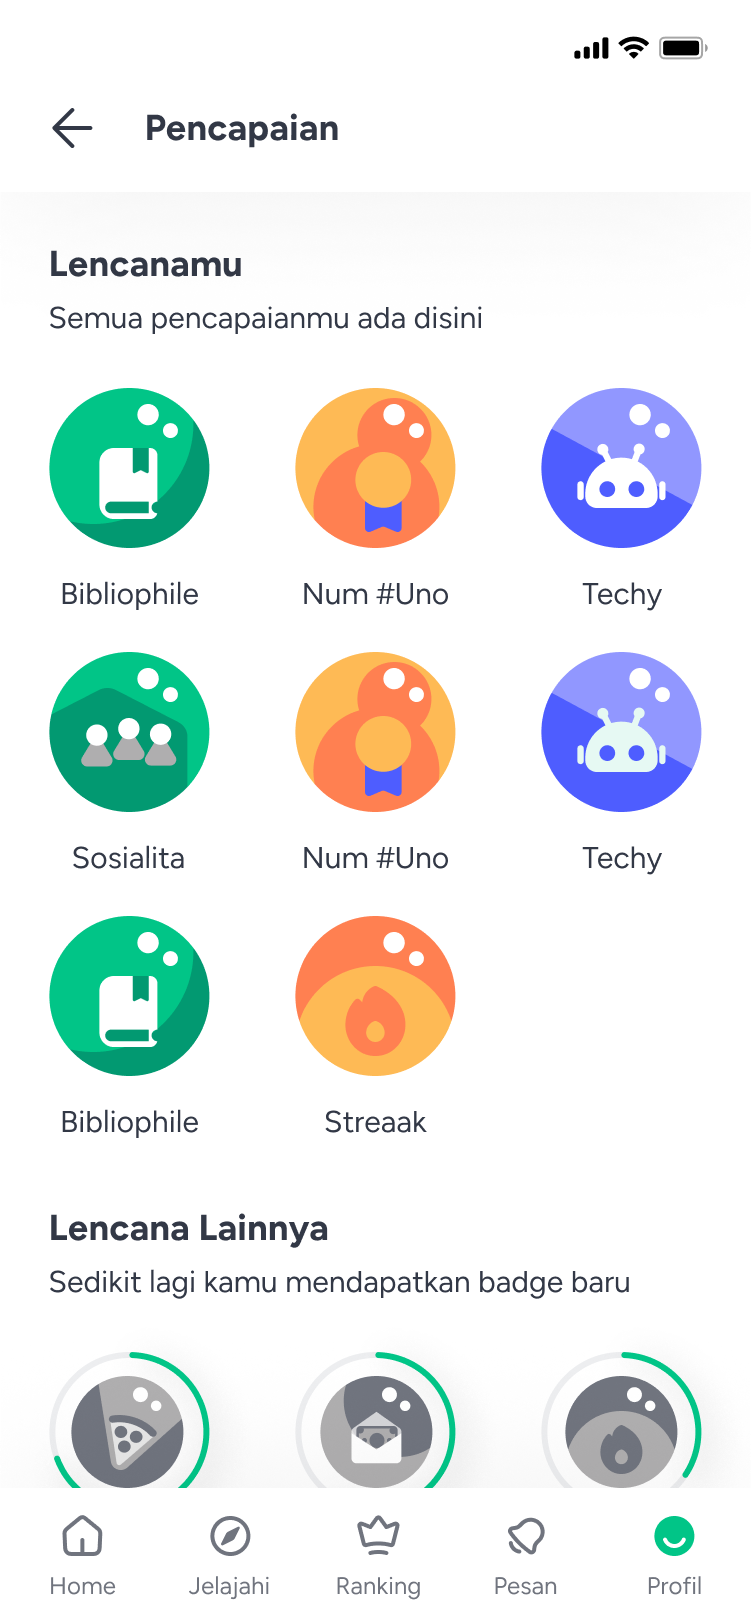 Pencapaian
Lencanamu
Semua pencapaianmu ada disini
Bibliophile
Num #Uno
Techy
Sosialita
Num #Uno
Techy
Bibliophile
Streaak
Lencana Lainnya
Sedikit lagi kamu mendapatkan badge baru
Home
Jelajahi
Ranking
Pesan
Profil